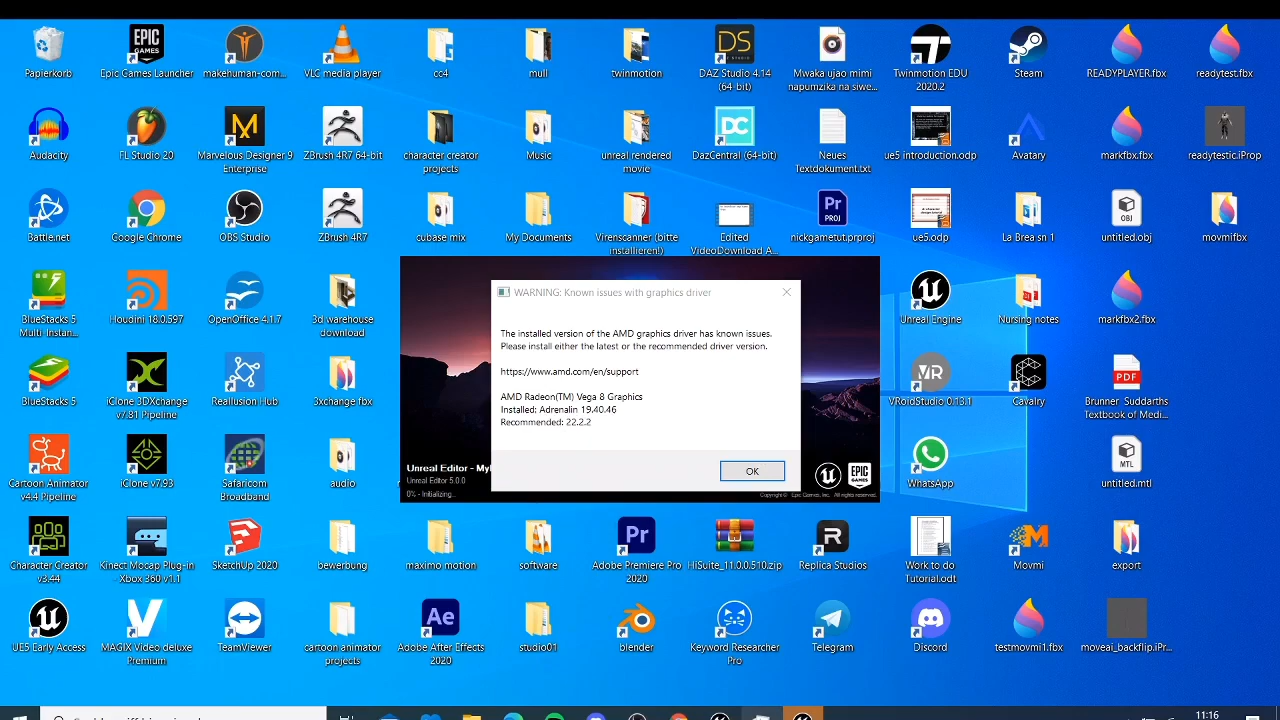 Papierkorb
Epic Games Launcher
makehuman-com...
VLC media player
cc4
mull
twinmotion
DAZ Studio 4.14
(64-bit)
Mwaka ujao mimi
napumzika na siwe...
Twinmotion EDU
2020.2
Steam
READYPLAYER.fbx
readytest.fbx
Audacity
FL Studio 20
Marvelous Designer 9
Enterprise
ZBrush 4R7 64-bit
character creator
projects
Music
unreal rendered
movie
DazCentral (64-bit)
Neues
Textdokument.txt
ue5 introduction.odp
Avatary
markfbx.fbx
readytestic.iProp
Battle.net
Google Chrome
OBS Studio
ZBrush 4R7
cubase mix
My Documents
Virenscanner (bitte
installieren!)
Edited
VideoDownload A...
nickgametut.prproj
ue5.odp
La Brea sn 1
untitled.obj
movmifbx
BlueStacks 5
Multi-Instan...
Houdini 18.0.597
OpenOffice 4.1.7
3d warehouse
download
Unreal Engine
Nursing notes
markfbx2.fbx
BlueStacks 5
iClone 3DXchange
v7.81 Pipeline
Reallusion Hub
3xchange fbx
VRoidStudio 0.13.1
Cavalry
Brunner_Suddarths
Textbook of Medi...
Cartoon Animator
v4.4 Pipeline
iClone v7.93
Safaricom
Broadband
audio
WhatsApp
untitled.mtl
WARNING: Known issues with graphics driver
The installed version of the AMD graphics driver has known issues.
Please install either the latest or the recommended driver version.
https://www.amd.com/en/support
AMD Radeon(TM) Vega 8 Graphics
Installed: Adrenalin 19.40.46
Recommended: 22.2.2
OK
Unreal Editor - My
Unreal Editor 5.0.0
0% - Initializing...
EPIC
GAMES
Copyright © Epic Games, Inc. All rights reserved.
Character Creator
v3.44
Kinect Mocap Plug-in
Xbox 360 v1.1
SketchUp 2020
bewerbung
maximo motion
software
Adobe Premiere Pro
2020
HiSuite_11.0.0.510.zip
Replica Studios
Work to do
Tutorial.odt
Movmi
export
UE5 Early Access
MAGIX Video deluxe
Premium
TeamViewer
cartoon animator
projects
Adobe After Effects
2020
studio01
blender
Keyword Researcher
Pro
Telegram
Discord
testmovmi1.fbx
moveai_backflip.iPr...
11:16